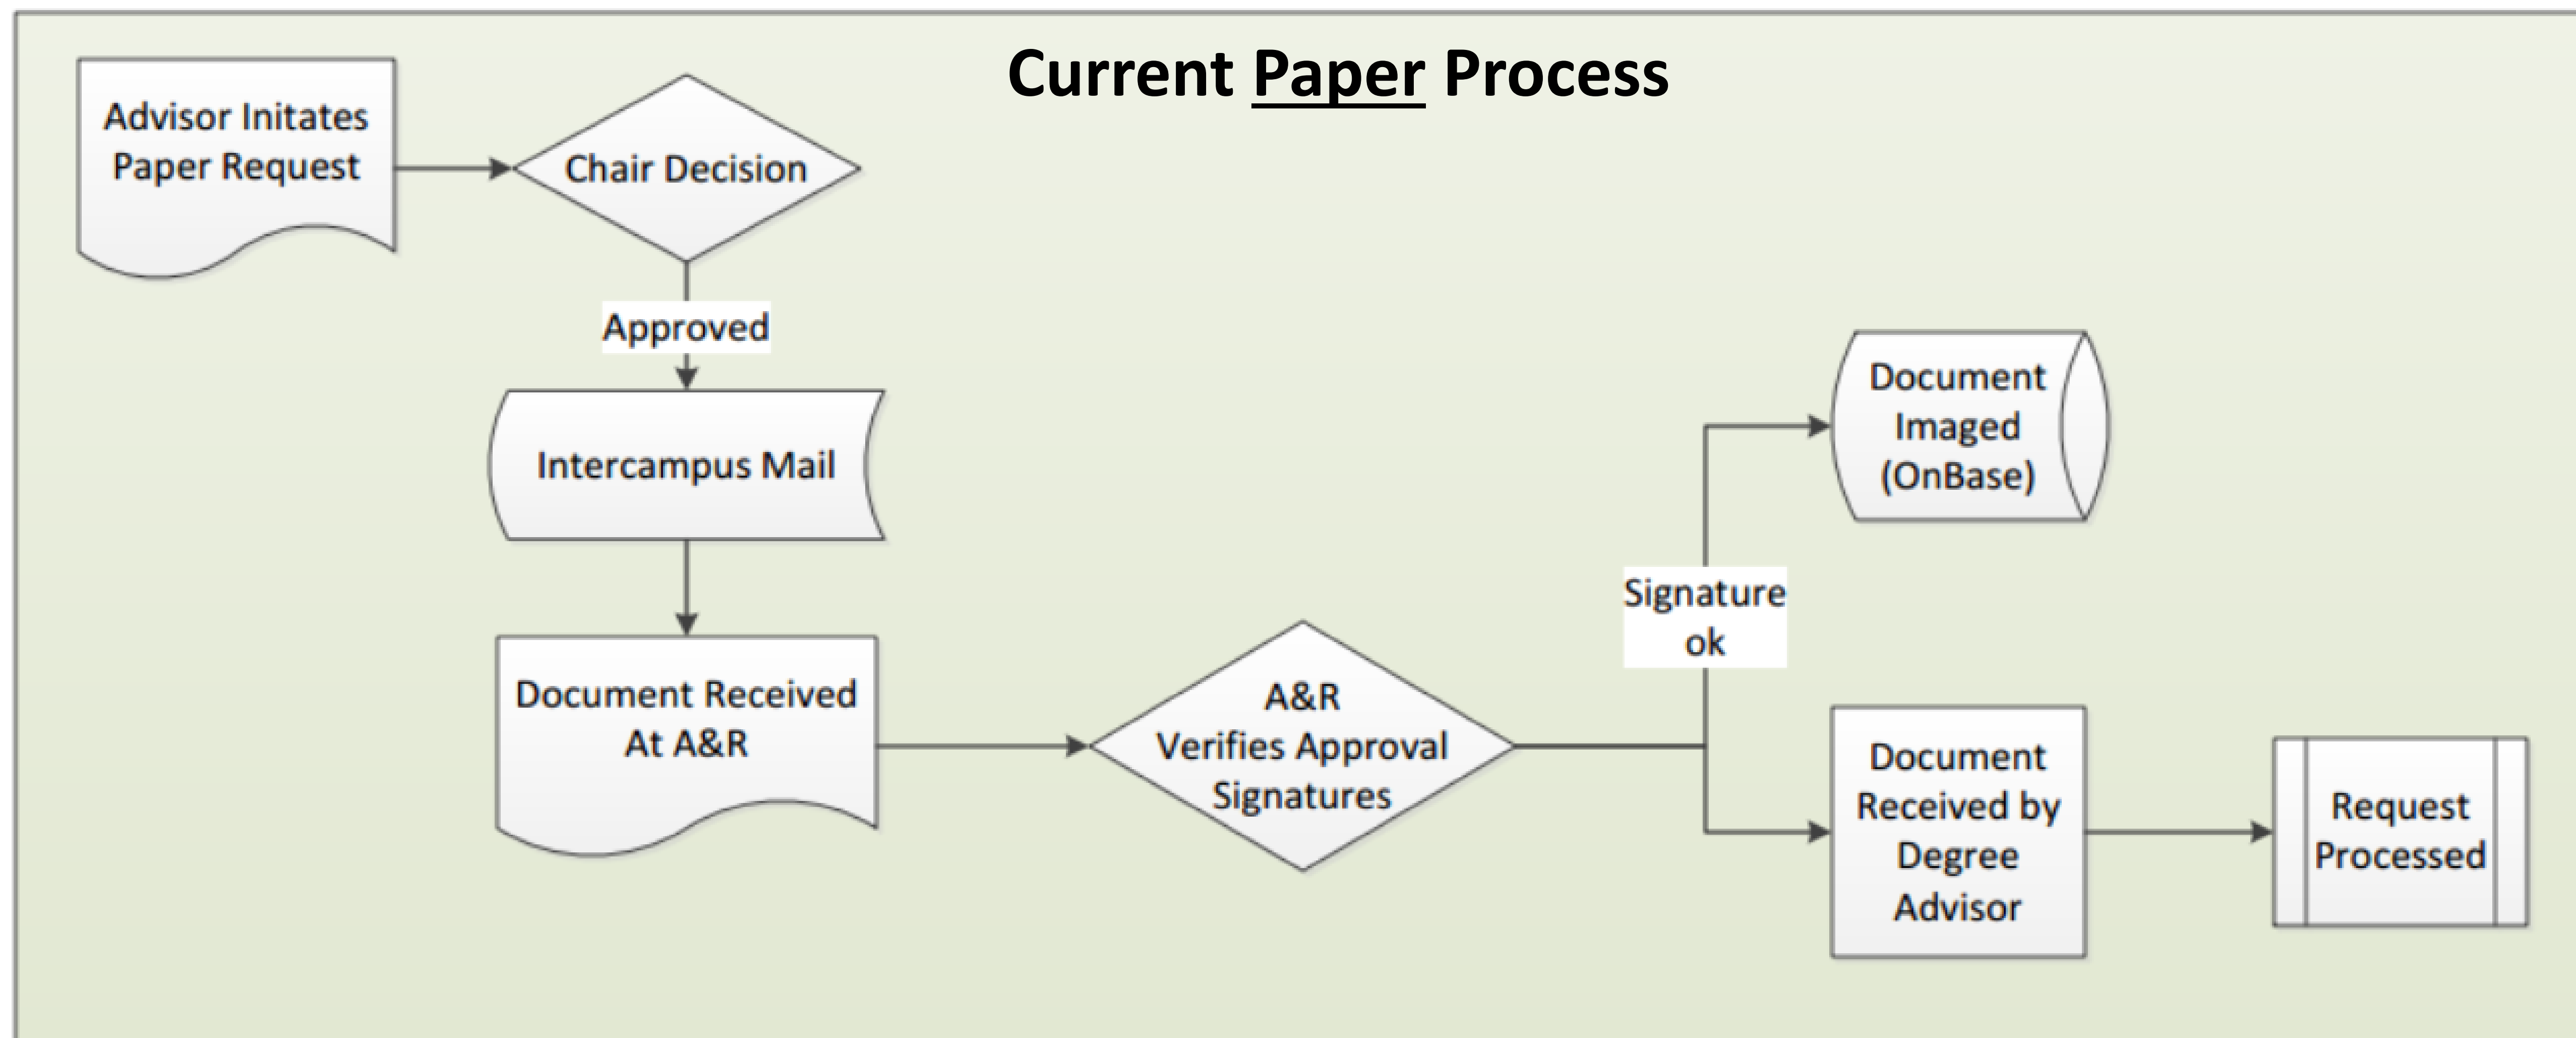 Current Paper Process
Advisor Initates
Paper Request
Chair Decision
Approved
Intercampus Mail
Document Received
At A&R
A&R
Verifies Approval
Signatures
Signature
ok
Document
Imaged
(OnBase)
Document
Received by
Degree
Advisor
Request
Processed